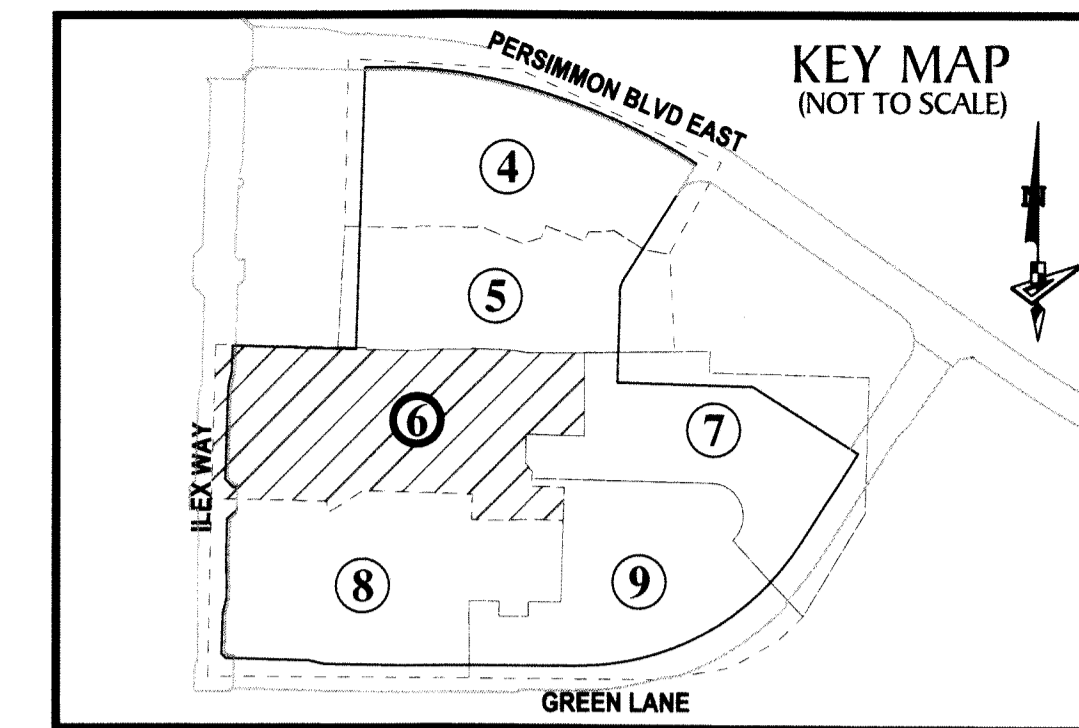 PERSIMMON BLVD EAST
KEY MAP
(NOT TO SCALE)
N
4
5
6
7
ILEX WAY
8
9
GREEN LANE